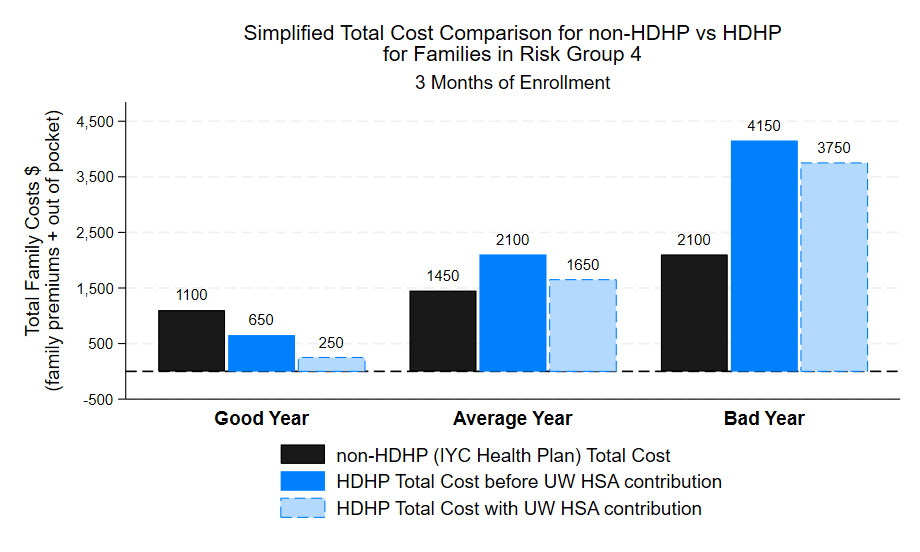 Simplified Total Cost Comparison for non-HDHP vs HDHP
for Families in Risk Group 4
3 Months of Enrollment
Total Family Costs $
(family premiums + out of pocket)
4,500
3,500
2,500
1,500
500
-500
1100
650
250
1450
2100
1650
2100
4150
3750
Good Year
Average Year
Bad Year
non-HDHP (IYC Health Plan) Total Cost
HDHP Total Cost before UW HSA contribution
HDHP Total Cost with UW HSA contribution